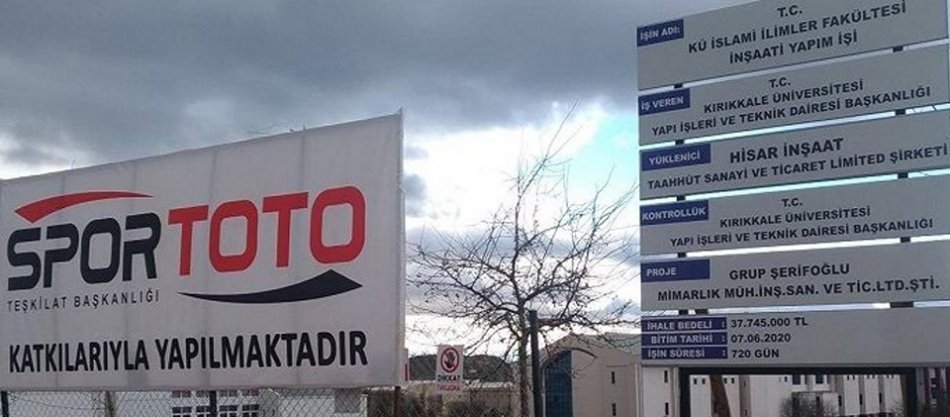 SPORTOTO
TEŞKİLAT BAŞKANLIĞI
KATKILARIYLA YAPILMAKTADIR
DİKKAT
İŞİN ADI:
T.C.
KÜ İSLAMİ İLİMLER FAKÜLTESİ
İNŞAATİ YAPIM İŞİ
İŞ VEREN
T.C.
KIRIKKALE ÜNİVERSİTESİ
YAPI İŞLERİ VE TEKNİK DAİRESİ BAŞKANLIĞI
YÜKLENİCİ
HİSAR İNŞAAT
TAAHHÜT SANAYİ VE TİCARET LİMİTED ŞİRKETİ
KONTROLLÜK
T.C.
KIRIKKALE ÜNİVERSİTESİ
YAPI İŞLERİ VE TEKNİK DAİRESİ BAŞKANLIĞI
PROJE
GRUP ŞERİFOĞLU
MİMARLIK MÜH.İNŞ.SAN. VE TİC.LTD.ŞTİ.
İHALE BEDELİ : 37.745.000 TL
BİTİM TARİHİ : 07.06.2020
İŞİN SÜRESİ : 720 GÜN